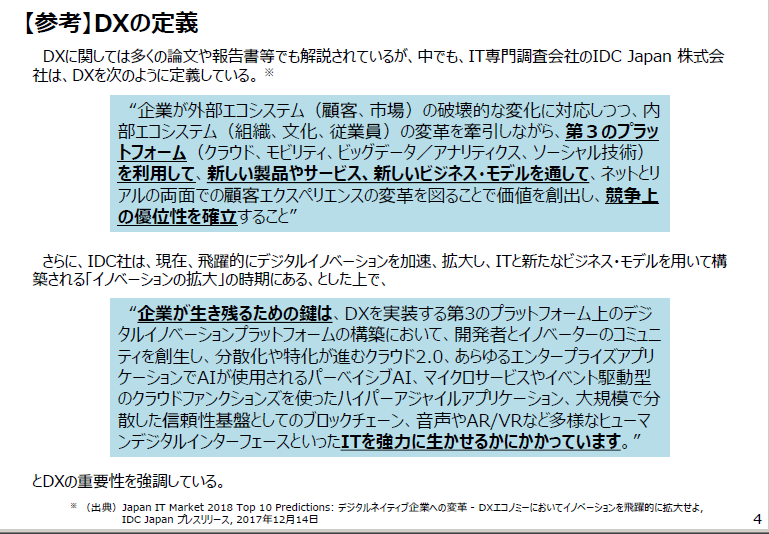 【参考】DXの定義
DXに関しては多くの論文や報告書等でも解説されているが、中でも、IT専門調査会社のIDC Japan 株式会
社は、DXを次のように定義している。※
“企業が外部エコシステム（顧客、市場）の破壊的な変化に対応しつつ、内
部エコシステム（組織、文化、従業員）の変革を牽引しながら、第３のプラッ
トフォーム（クラウド、モビリティ、ビッグデータ／アナリティクス、ソーシャル技術）
を利用して、新しい製品やサービス、新しいビジネス・モデルを通して、ネットとリ
アルの両面での顧客エクスペリエンスの変革を図ることで価値を創出し、競争上
の優位性を確立すること”
さらに、IDC社は、現在、飛躍的にデジタルイノベーションを加速、拡大し、ITと新たなビジネス・モデルを用いて構
築される「イノベーションの拡大」の時期にある、とした上で、
“企業が生き残るための鍵は、DXを実装する第3のプラットフォーム上のデジ
タルイノベーションプラットフォームの構築において、開発者とイノベーターのコミュニ
ティを創生し、分散化や特化が進むクラウド2.0、あらゆるエンタープライズアプリ
ケーションでAIが使用されるパーベイシブAI、マイクロサービスやイベント駆動型
のクラウドファンクションズを使ったハイパーアジャイルアプリケーション、大規模で分
散した信頼性基盤としてのブロックチェーン、音声やAR/VRなど多様なヒューマ
ンデジタルインターフェースといったITを強力に生かせるかにかかっています。”
とDXの重要性を強調している。
※ （出典）Japan IT Market 2018 Top 10 Predictions: デジタルネイティブ企業への変革 - DXエコノミーにおいてイノベーションを飛躍的に拡大せよ,
IDC Japan プレスリリース, 2017年12月14日
4